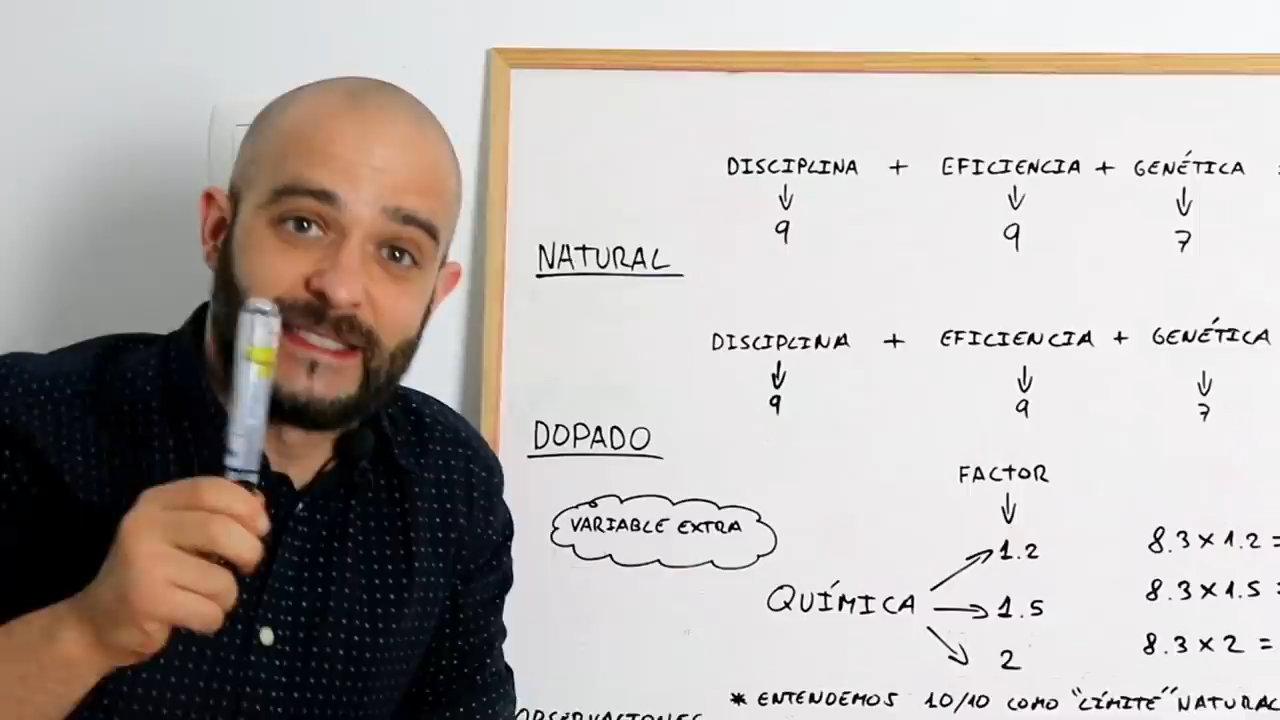 DISCIPLINA + EFICIENCIA + GENÉTICA =
↓ ↓ ↓
9 9 7
NATURAL
DISCIPLINA + EFICIENCIA + GENÉTICA
↓ ↓ ↓
9 9 7
DOPADO
FACTOR
↓
VARIABLE EXTRA
1.2 8.3 x 1.2 =
QUÍMICA 1.5 8.3 x 1.5 =
2 8.3 x 2 =
* ENTENDEMOS 10/10 COMO "LÍMITE" NATURAL
OBSERVACIONES